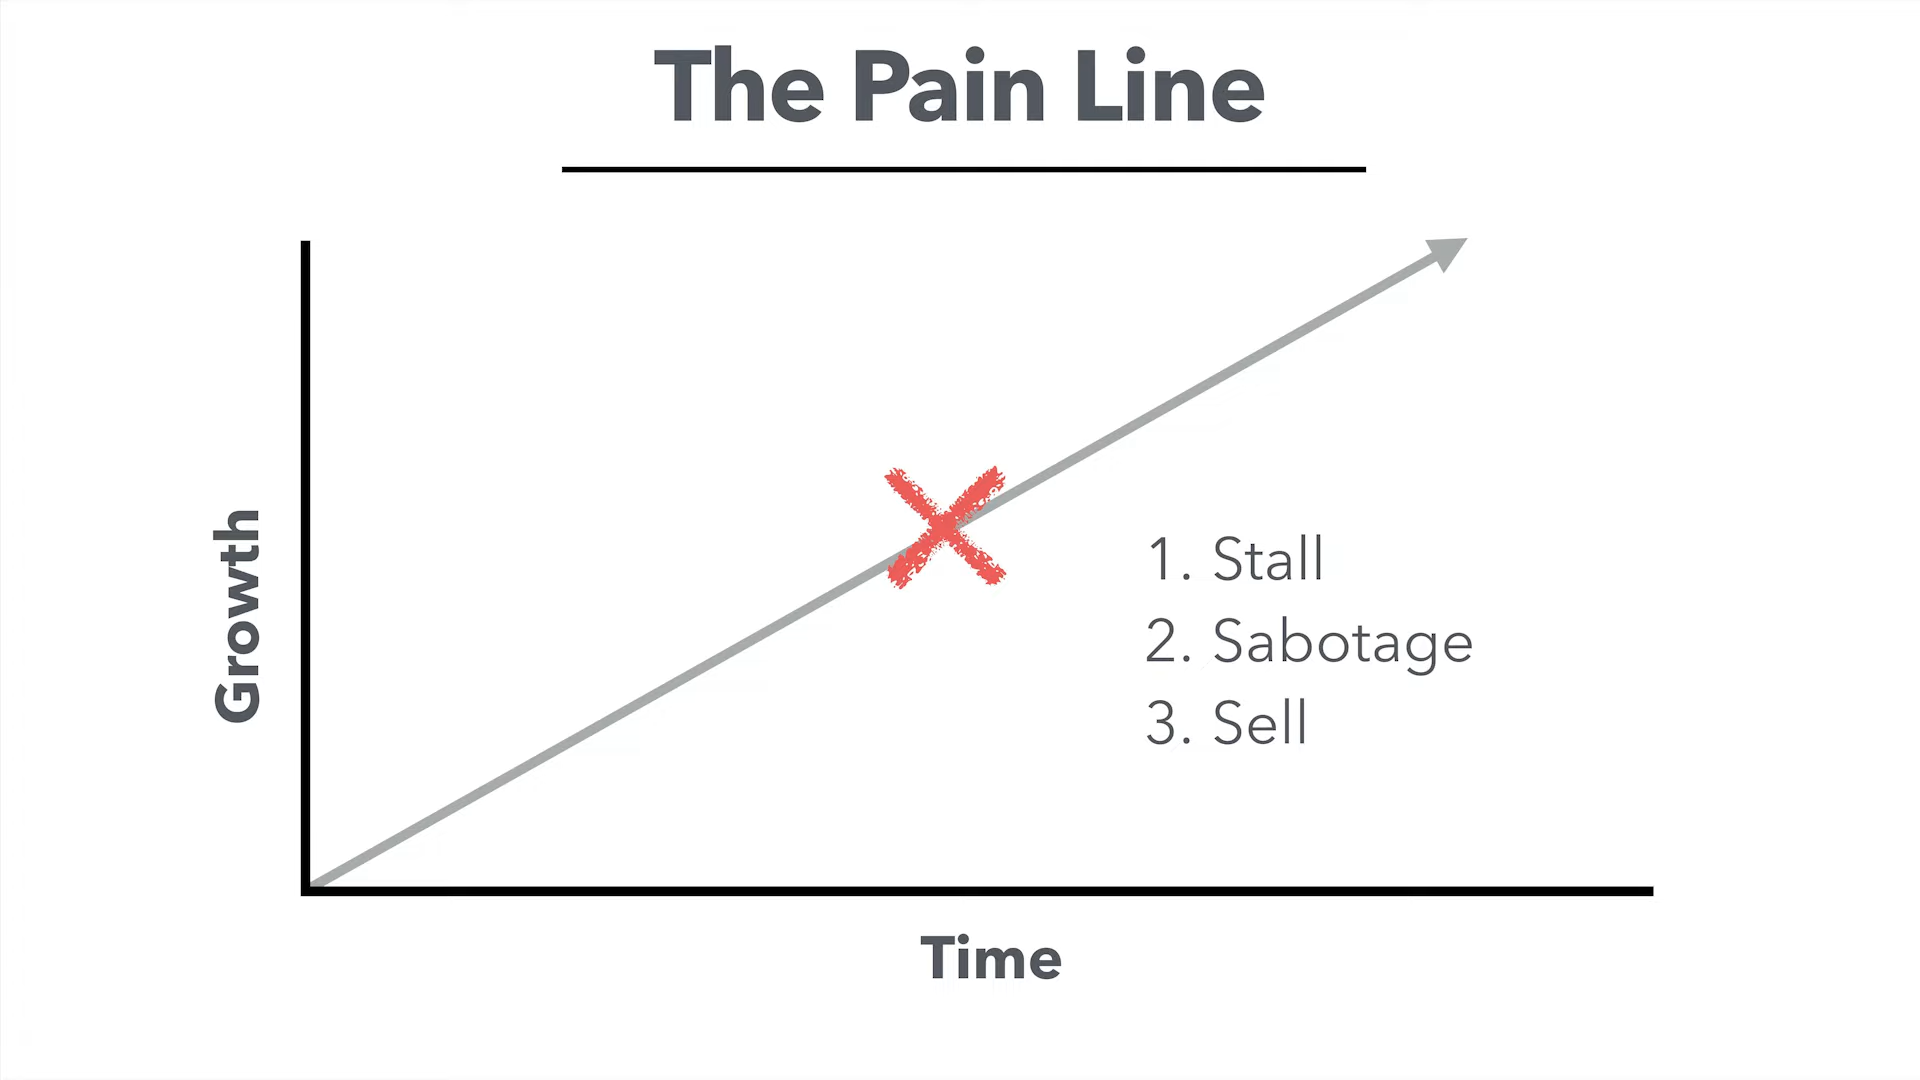 The Pain Line
Growth
1. Stall
2. Sabotage
3. Sell
Time